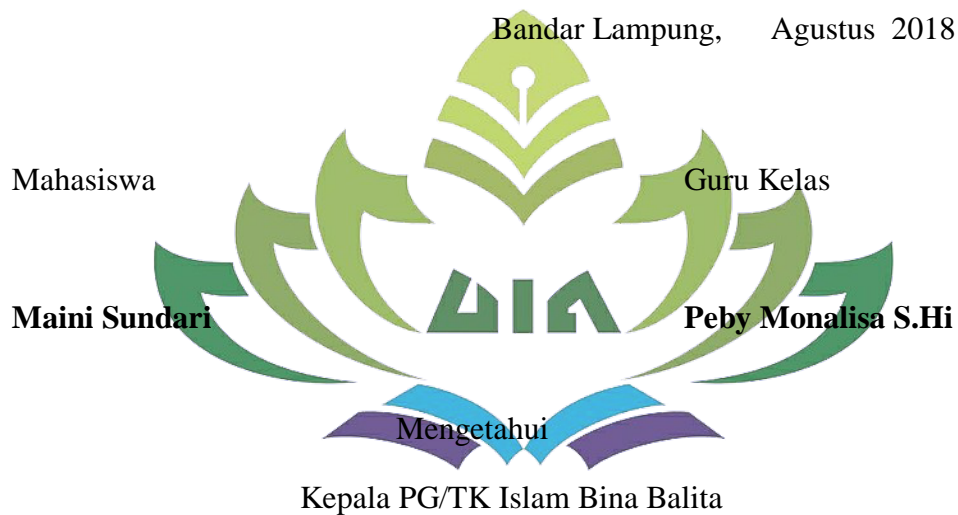 Bandar Lampung, Agustus 2018
Mahasiswa Guru Kelas
UIN
Maini Sundari Peby Monalisa S.Hi
Mengetahui
Kepala PG/TK Islam Bina Balita